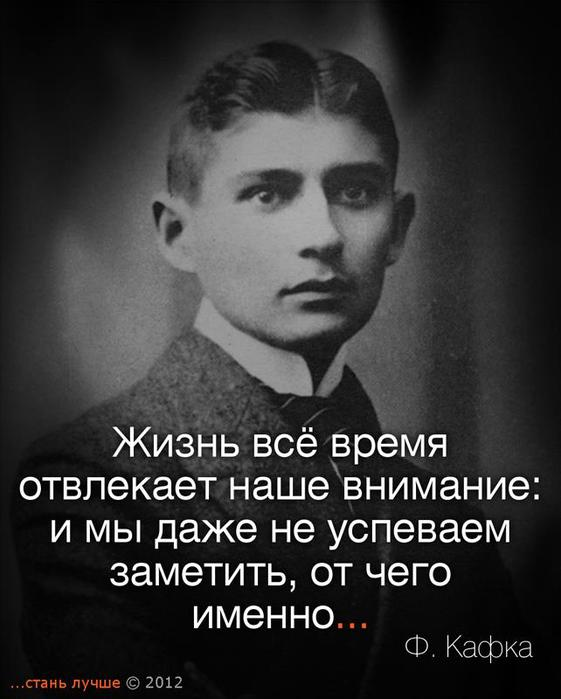 Жизнь всё время
отвлекает наше внимание:
и мы даже не успеваем
заметить, от чего
именно...
Ф. Кафка
...стань лучше © 2012